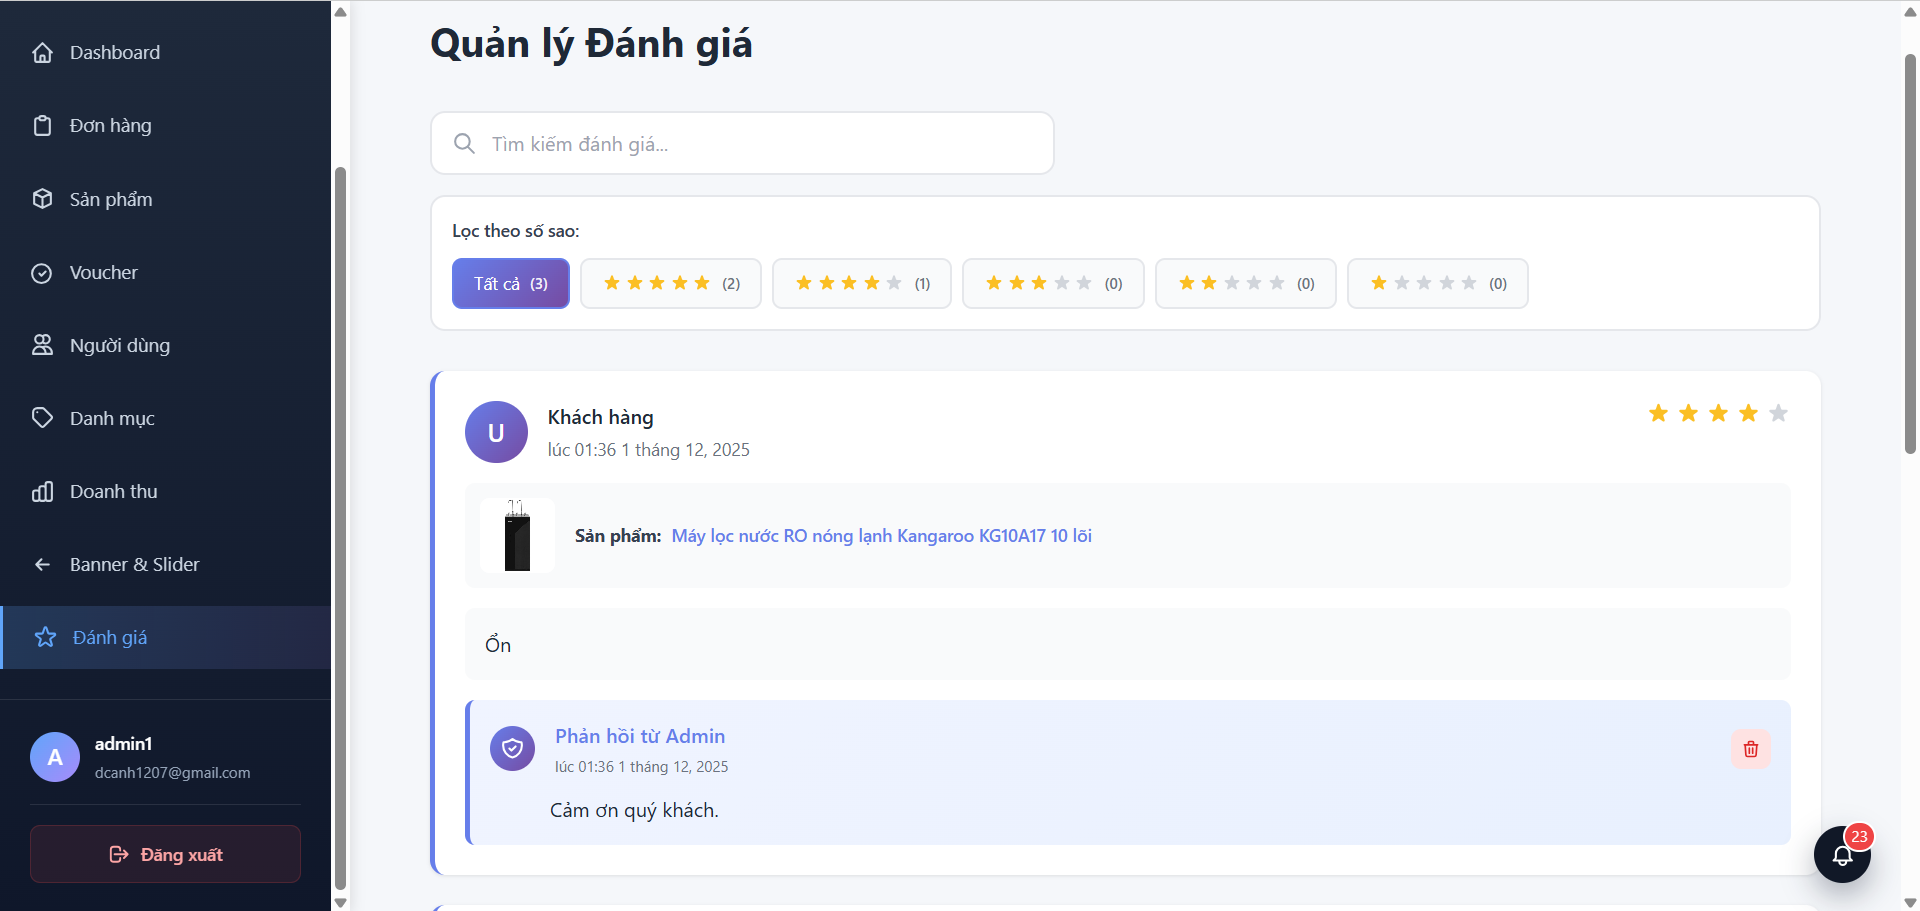 Dashboard
Đơn hàng
Sản phẩm
Voucher
Người dùng
Danh mục
Doanh thu
Banner & Slider
Đánh giá
A
admin1
dcanh1207@gmail.com
Đăng xuất
Quản lý Đánh giá
Tìm kiếm đánh giá...
Lọc theo số sao:
Tất cả (3) (2) (1) (0) (0) (0)
U
Khách hàng
lúc 01:36 1 tháng 12, 2025
Sản phẩm: Máy lọc nước RO nóng lạnh Kangaroo KG10A17 10 lõi
Ổn
Phản hồi từ Admin
lúc 01:36 1 tháng 12, 2025
Cảm ơn quý khách.
23